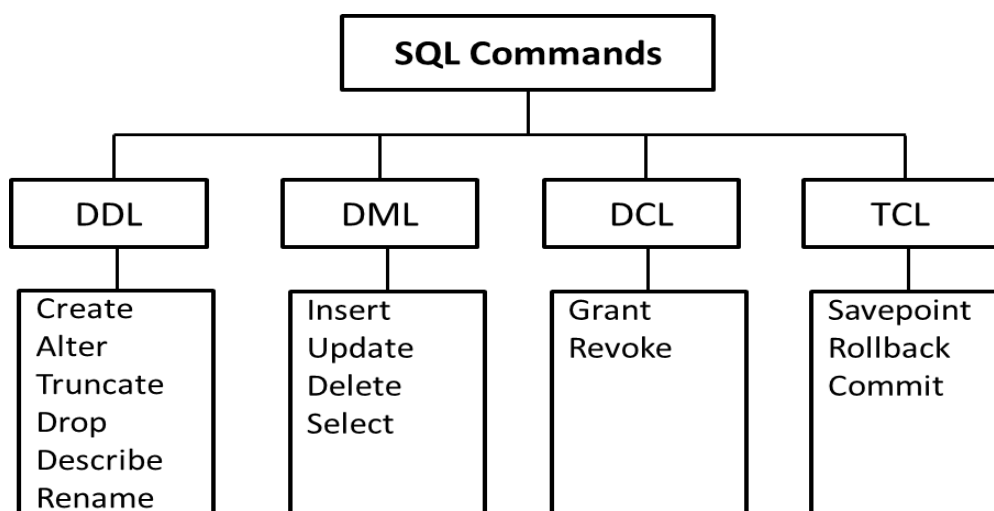 SQL Commands
DDL
DML
DCL
TCL
Create
Alter
Truncate
Drop
Describe
Rename
Insert
Update
Delete
Select
Grant
Revoke
Savepoint
Rollback
Commit